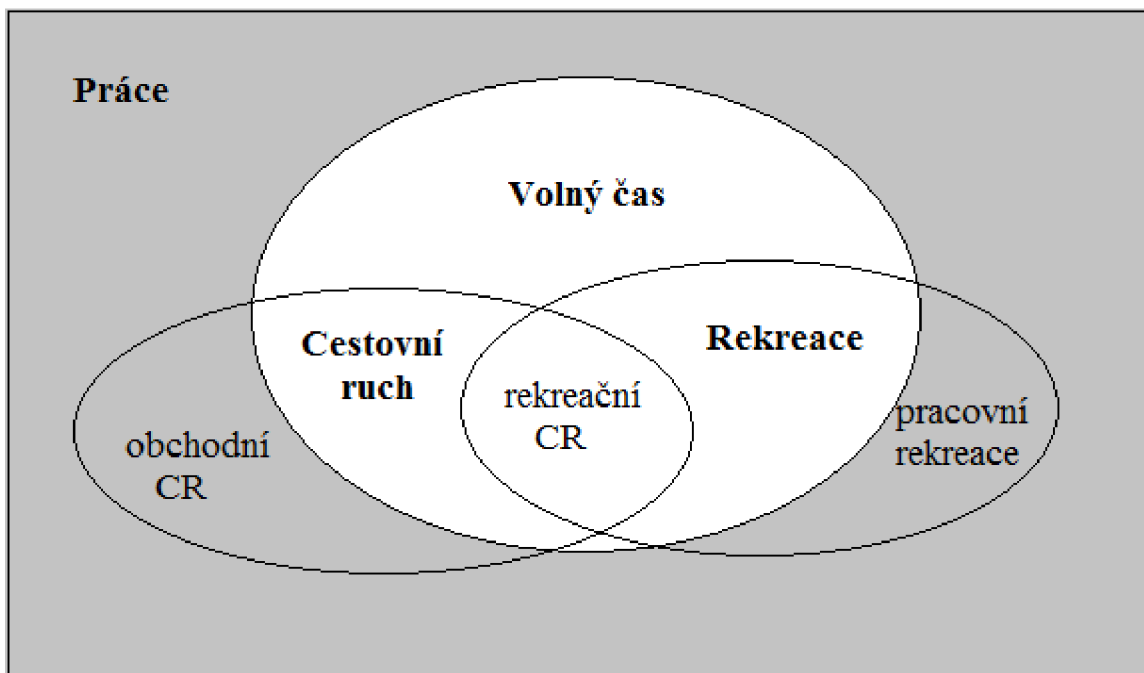 Práce
Volný čas
Cestovní
ruch
Rekreace
rekreační
CR
obchodní
CR
pracovní
rekreace